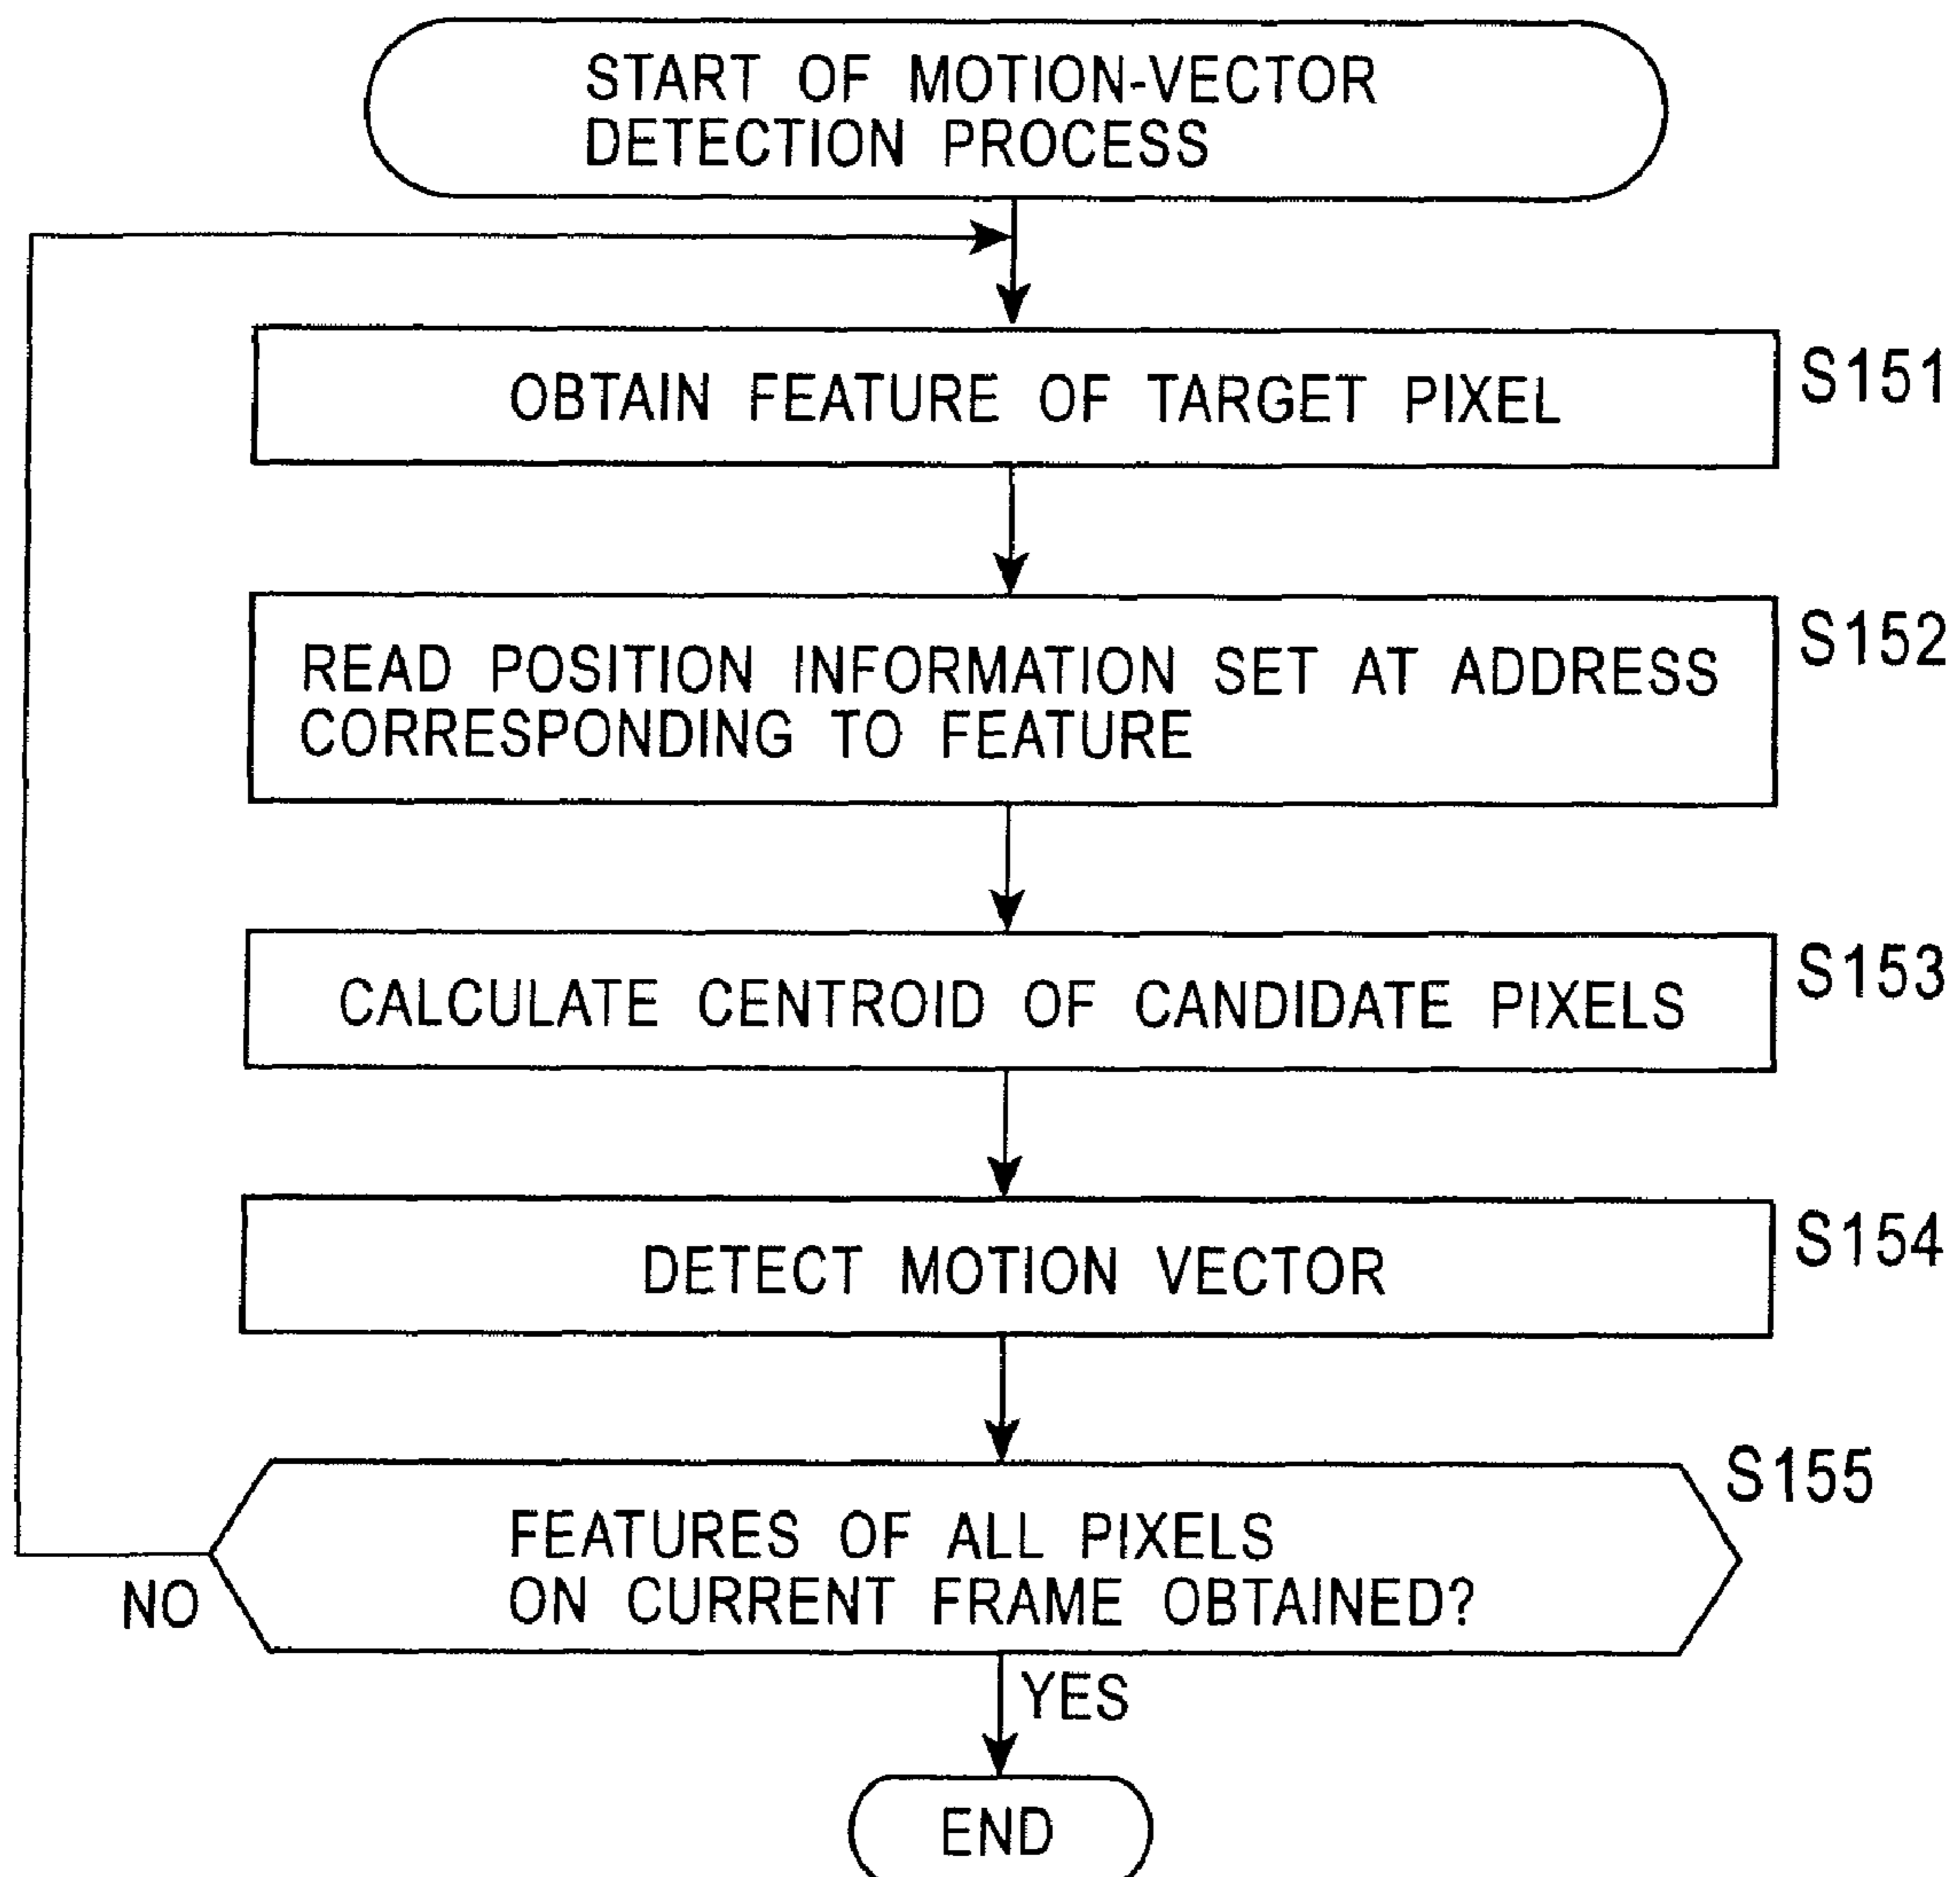 START OF MOTION-VECTOR
DETECTION PROCESS
OBTAIN FEATURE OF TARGET PIXEL
S151
READ POSITION INFORMATION SET AT ADDRESS
CORRESPONDING TO FEATURE
S152
CALCULATE CENTROID OF CANDIDATE PIXELS
S153
DETECT MOTION VECTOR
S154
FEATURES OF ALL PIXELS
ON CURRENT FRAME OBTAINED?
S155
NO
YES
END